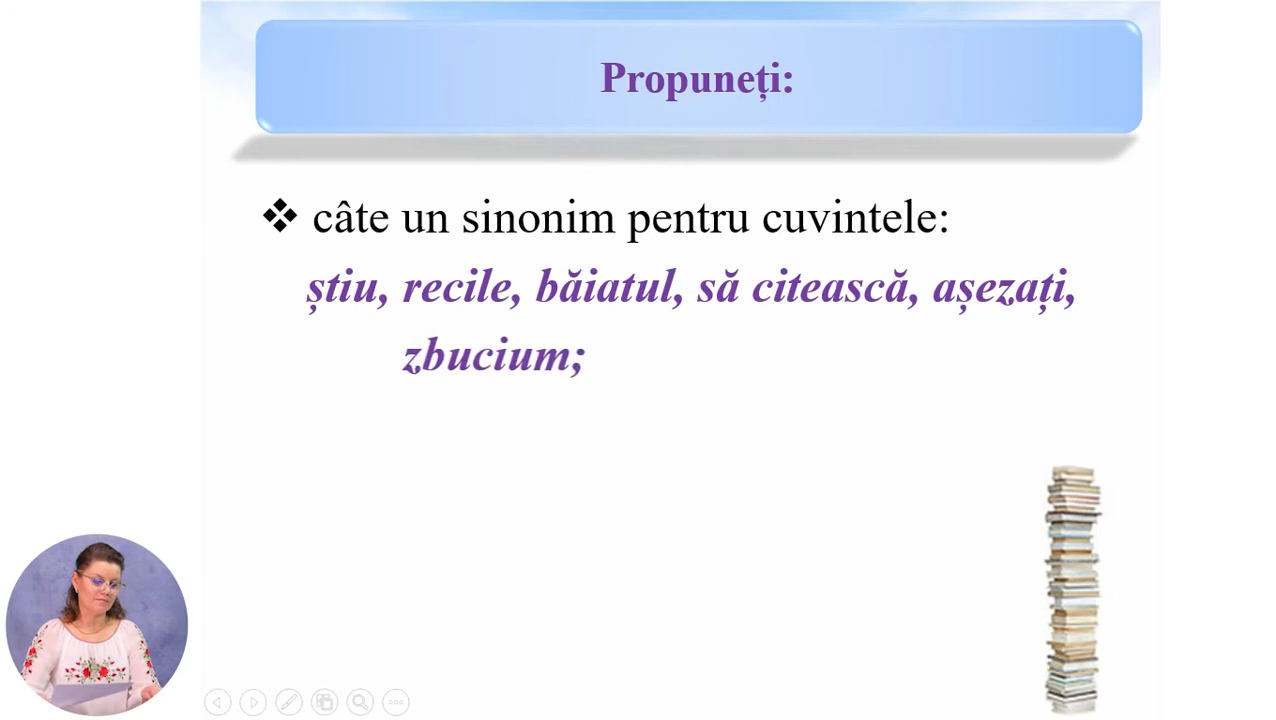 Propuneți:
❖ câte un sinonim pentru cuvintele:
știu, recile, băiatul, să citească, așezați,
zbucium;